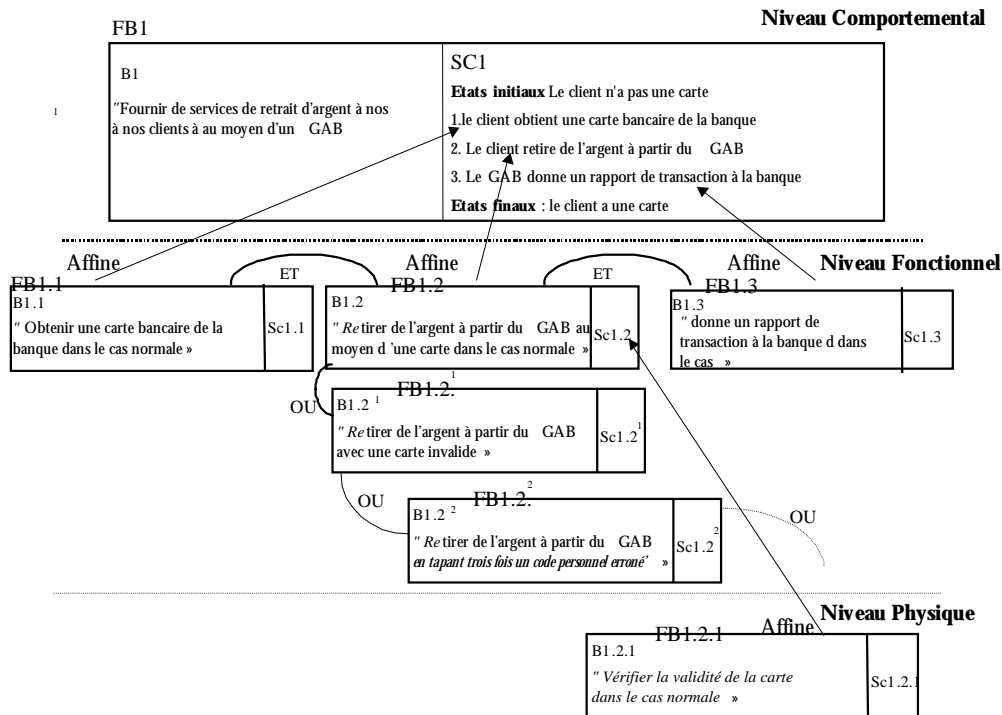 Niveau Comportemental
FB1
B1
"Fournir de services de retrait d'argent à nos
à nos clients à au moyen d'un GAB
1
SC1
Etats initiaux Le client n'a pas une carte
1.le client obtient une carte bancaire de la banque
2. Le client retire de l'argent à partir du GAB
3. Le GAB donne un rapport de transaction à la banque
Etats finaux : le client a une carte
Affine
ET
Affine
ET
Affine
Niveau Fonctionnel
FB1.1
B1.1
" Obtenir une carte bancaire de la
banque dans le cas normale »
Sc1.1
FB1.2
B1.2
" Retirer de l'argent à partir du GAB au
moyen d 'une carte dans le cas normale »
Sc1.2
FB1.3
B1.3
" donne un rapport de
transaction à la banque d dans
le cas »
Sc1.3
OU
FB1.2. 1
B1.2 1
" Retirer de l'argent à partir du GAB
avec une carte invalide »
Sc1.2 1
OU
FB1.2. 2
B1.2 2
" Retirer de l'argent à partir du GAB
en tapant trois fois un code personnel erroné' »
Sc1.2 2
OU
Niveau Physique
Affine
FB1.2.1
B1.2.1
" Vérifier la validité de la carte
dans le cas normale »
Sc1.2.1